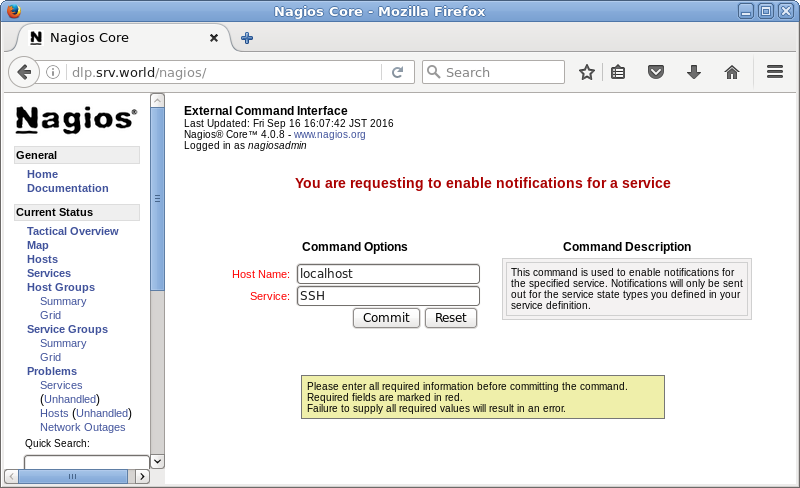 Nagios Core - Mozilla Firefox
Nagios Core
dlp.srv.world/nagios/
Search
Nagios®
General
Home
Documentation
Current Status
Tactical Overview
Map
Hosts
Services
Host Groups
Summary
Grid
Service Groups
Summary
Grid
Problems
Services
(Unhandled)
Hosts (Unhandled)
Network Outages
Quick Search:
External Command Interface
Last Updated: Fri Sep 16 16:07:42 JST 2016
Nagios® Core™ 4.0.8 - www.nagios.org
Logged in as nagiosadmin
You are requesting to enable notifications for a service
Command Options
Host Name: localhost
Service: SSH
Commit Reset
Command Description
This command is used to enable notifications for
the specified service. Notifications will only be sent
out for the service state types you defined in your
service definition.
Please enter all required information before committing the command.
Required fields are marked in red.
Failure to supply all required values will result in an error.